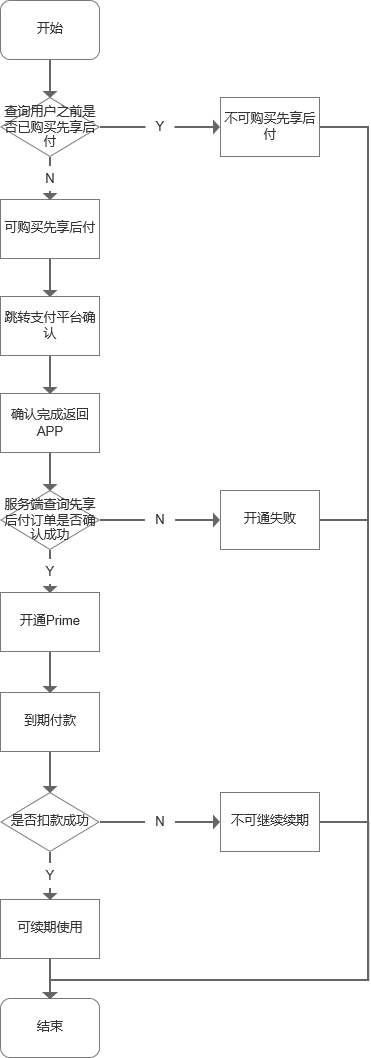 开始
查询用户之前是
否已购买先享后
付
Y
不可购买先享后
付
N
可购买先享后付
跳转支付平台确
认
确认完成返回
APP
服务端查询先享
后付订单是否确
认成功
N
开通失败
Y
开通Prime
到期付款
是否扣款成功
N
不可继续续期
Y
可续期使用
结束